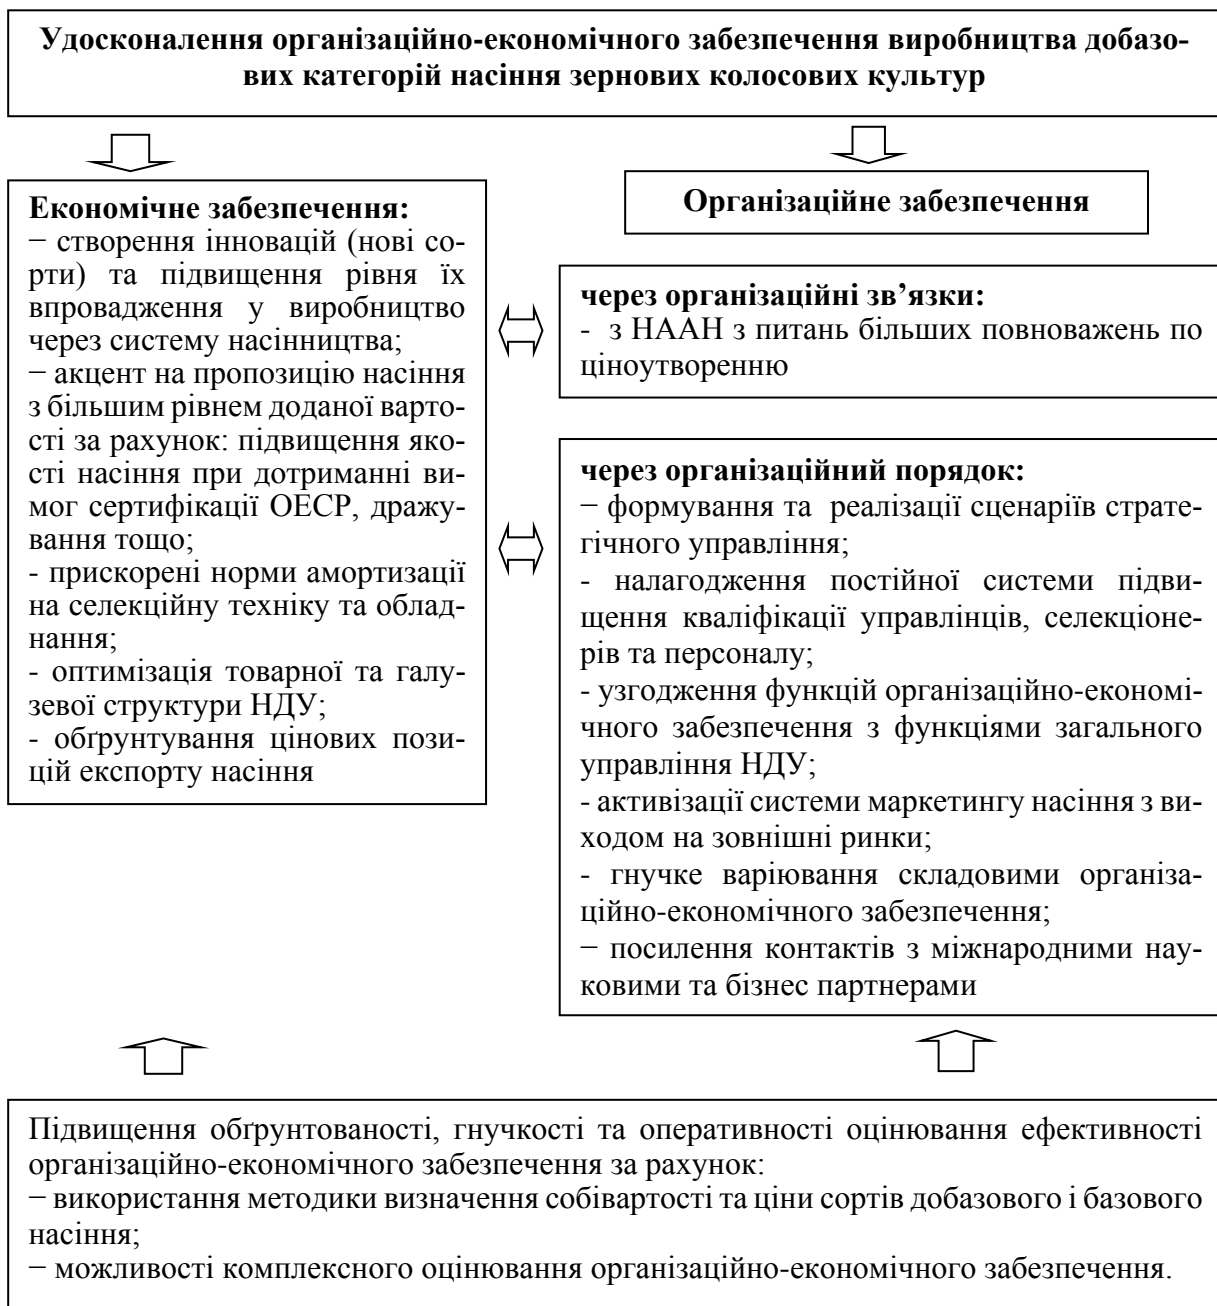 Удосконалення організаційно-економічного забезпечення виробництва добазо-
вих категорій насіння зернових колосових культур
Економічне забезпечення:
− створення інновацій (нові со-
рти) та підвищення рівня їх
впровадження у виробництво
через систему насінництва;
− акцент на пропозицію насіння
з більшим рівнем доданої варто-
сті за рахунок: підвищення яко-
сті насіння при дотриманні ви-
мог сертифікації ОЕСР, дражу-
вання тощо;
- прискорені норми амортизації
на селекційну техніку та облад-
нання;
- оптимізація товарної та галу-
зевої структури НДУ;
- обґрунтування цінових пози-
цій експорту насіння
Організаційне забезпечення
через організаційні зв’язки:
- з НААН з питань більших повноважень по
ціноутворенню
через організаційний порядок:
− формування та реалізації сценаріїв страте-
гічного управління;
- налагодження постійної системи підви-
щення кваліфікації управлінців, селекціоне-
рів та персоналу;
- узгодження функцій організаційно-економі-
чного забезпечення з функціями загального
управління НДУ;
- активізації системи маркетингу насіння з ви-
ходом на зовнішні ринки;
- гнучке варіювання складовими організа-
ційно-економічного забезпечення;
− посилення контактів з міжнародними нау-
ковими та бізнес партнерами
Підвищення обґрунтованості, гнучкості та оперативності оцінювання ефективності
організаційно-економічного забезпечення за рахунок:
− використання методики визначення собівартості та ціни сортів добазового і базового
насіння;
− можливості комплексного оцінювання організаційно-економічного забезпечення.